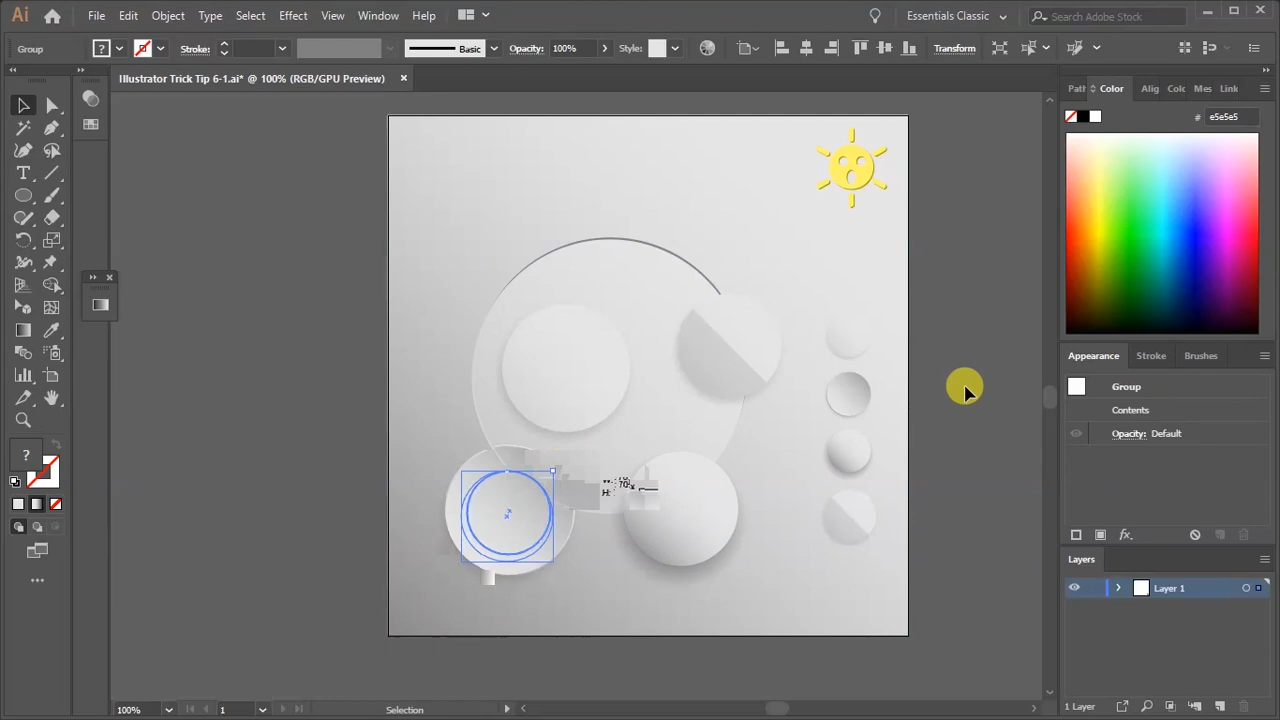 Ai File Edit Object Type Select Effect View Window Help Essentials Classic Search Adobe Stock
Group ? Stroke: Basic Opacity: 100% Style: Transform
Illustrator Trick Tip 6-1.ai* @ 100% (RGB/GPU Preview) ×
Color Alig Mes Link
# e5e5e5
Appearance Stroke Brushes
Group
Contents
Opacity: Default
H:
?
fx.
Layers
Layer 1
100% 1 Selection 1 Layer